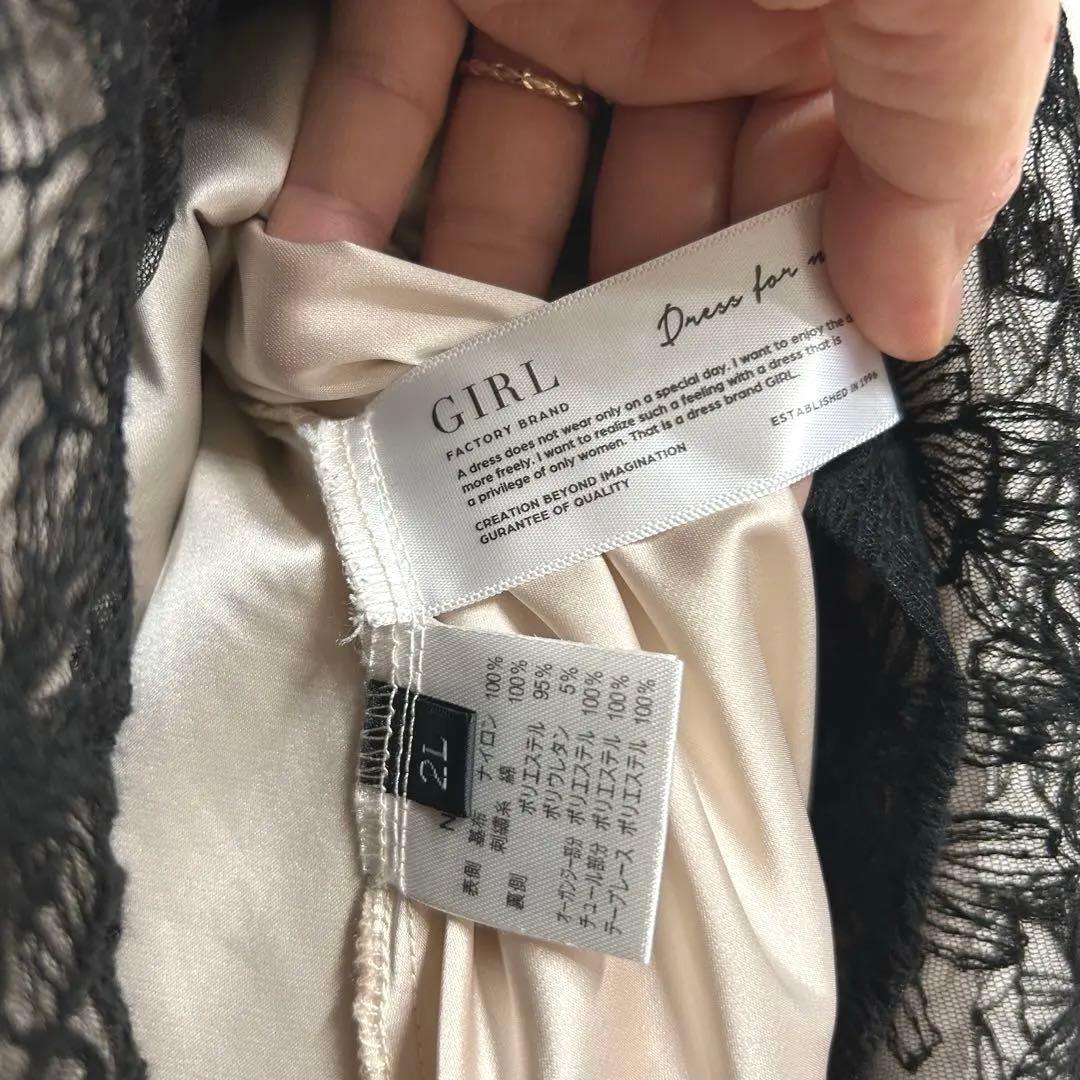 Dress for
GIRL
FACTORY BRAND
A dress does not wear only on a special day. I want to enjoy the
more freely. I want to realize such a feeling with a dress that is
a privilege of only women. That is a dress brand GIRL.
ESTABLISHED IN 1996
CREATION BEYOND IMAGINATION
GURANTEE OF QUALITY
2L
表側 基布 ナイロン 100%
刺繍糸 綿 100%
裏側 ポリエステル 95%
ポリウレタン 5%
オーガンジー部分 ポリエステル 100%
チュール部分 ポリエステル 100%
テープレース ポリエステル 100%